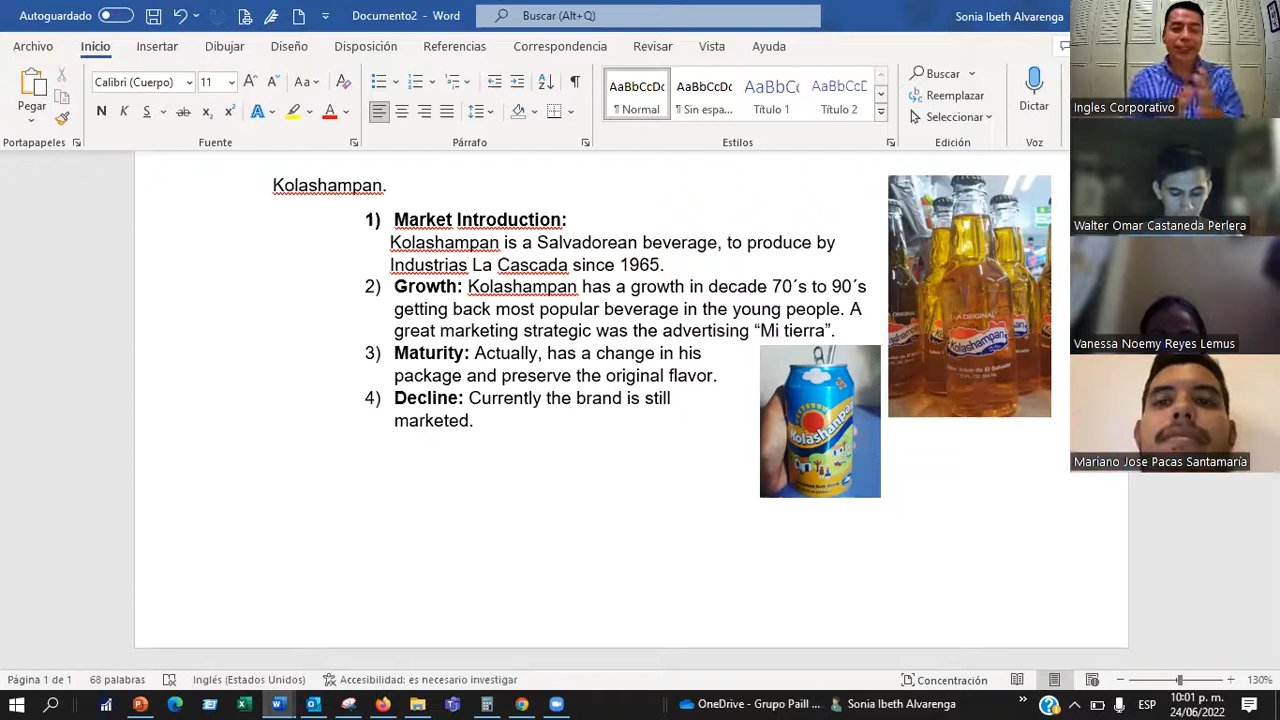 Autoguardado
Documento2 - Word
Buscar (Alt+Q)
Sonia Ibeth Alvarenga
Archivo Inicio Insertar Dibujar Diseño Disposición Referencias Correspondencia Revisar Vista Ayuda
Pegar
Calibri (Cuerpo) 11
N K S
AaBbCcDc AaBbCcDc AaBbCc AaBbCcD
¶ Normal ¶ Sin espa... Título 1 Título 2
Buscar
Reemplazar
Seleccionar
Dictar
Portapapeles Fuente Párrafo Estilos Edición Voz
Ingles Corporativo
Walter Omar Castaneda Perlera
Vanessa Noemy Reyes Lemus
Mariano Jose Pacas Santamaría
Kolashampan.
1) Market Introduction:
Kolashampan is a Salvadorean beverage, to produce by
Industrias La Cascada since 1965.
2) Growth: Kolashampan has a growth in decade 70´s to 90´s
getting back most popular beverage in the young people. A
great marketing strategic was the advertising “Mi tierra”.
3) Maturity: Actually, has a change in his
package and preserve the original flavor.
4) Decline: Currently the brand is still
marketed.
LA ORIGINAL
Kolashampan
Kolashanpan
Página 1 de 1 68 palabras Inglés (Estados Unidos) Accesibilidad: es necesario investigar
Concentración 130%
OneDrive - Grupo Paill ...
Sonia Ibeth Alvarenga
ESP
10:01 p. m.
24/06/2022